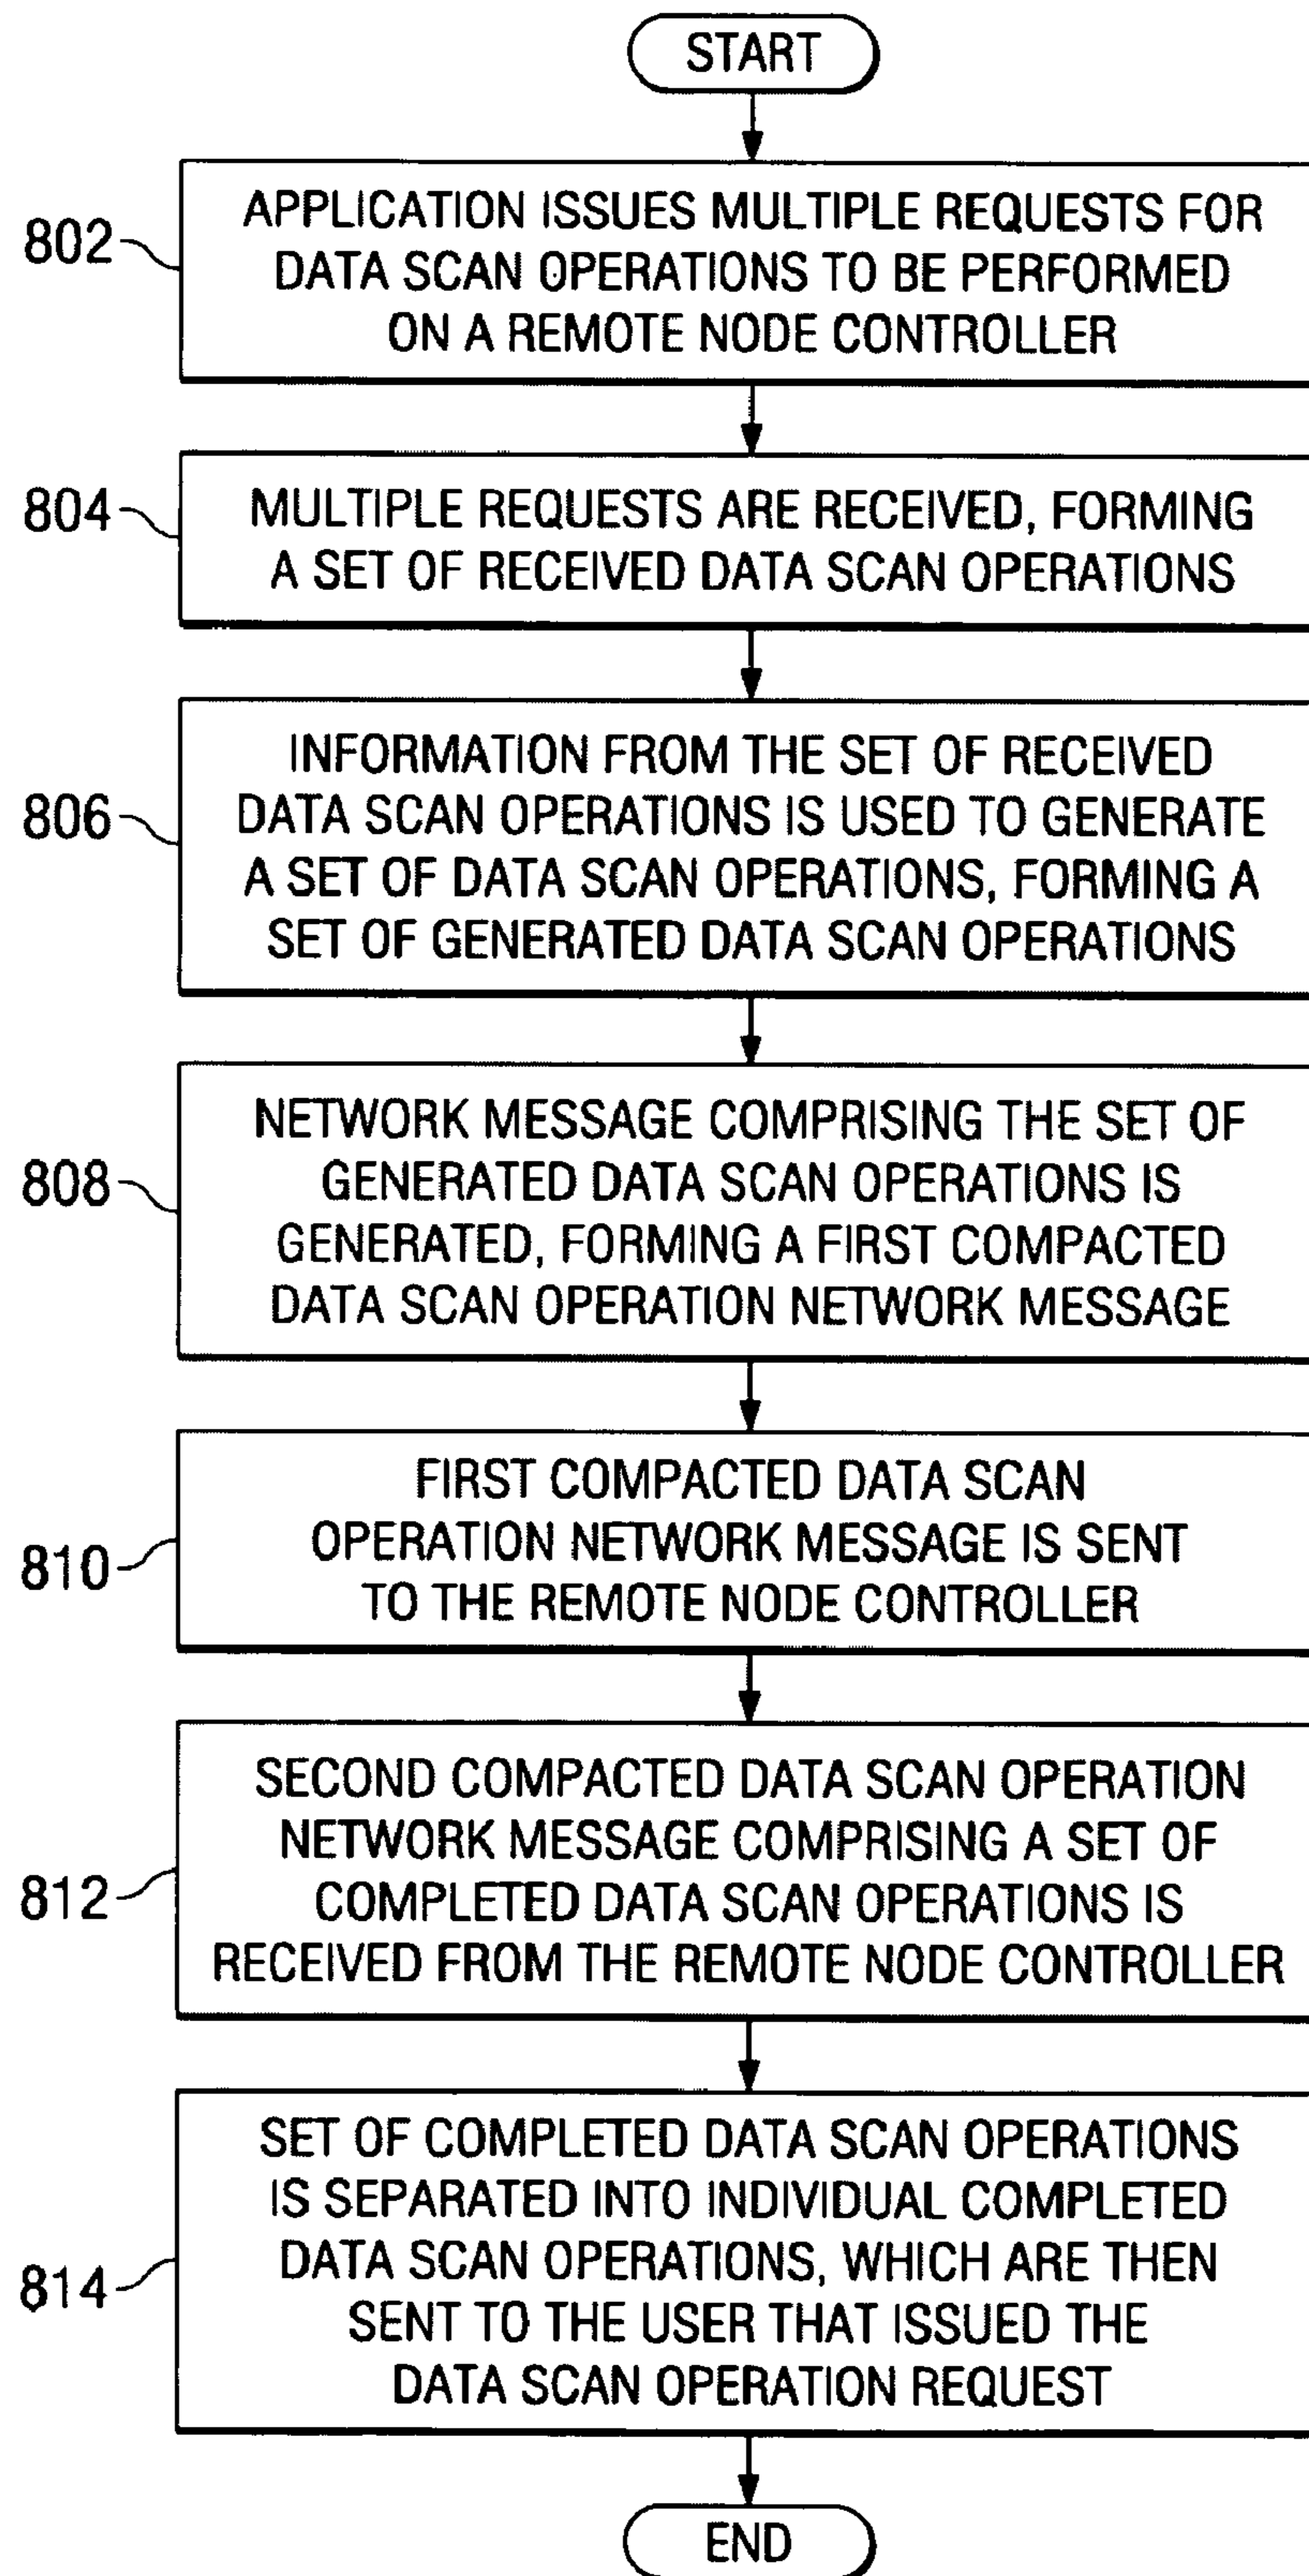 START
802
APPLICATION ISSUES MULTIPLE REQUESTS FOR
DATA SCAN OPERATIONS TO BE PERFORMED
ON A REMOTE NODE CONTROLLER
804
MULTIPLE REQUESTS ARE RECEIVED, FORMING
A SET OF RECEIVED DATA SCAN OPERATIONS
806
INFORMATION FROM THE SET OF RECEIVED
DATA SCAN OPERATIONS IS USED TO GENERATE
A SET OF DATA SCAN OPERATIONS, FORMING A
SET OF GENERATED DATA SCAN OPERATIONS
808
NETWORK MESSAGE COMPRISING THE SET OF
GENERATED DATA SCAN OPERATIONS IS
GENERATED, FORMING A FIRST COMPACTED
DATA SCAN OPERATION NETWORK MESSAGE
810
FIRST COMPACTED DATA SCAN
OPERATION NETWORK MESSAGE IS SENT
TO THE REMOTE NODE CONTROLLER
812
SECOND COMPACTED DATA SCAN OPERATION
NETWORK MESSAGE COMPRISING A SET OF
COMPLETED DATA SCAN OPERATIONS IS
RECEIVED FROM THE REMOTE NODE CONTROLLER
814
SET OF COMPLETED DATA SCAN OPERATIONS
IS SEPARATED INTO INDIVIDUAL COMPLETED
DATA SCAN OPERATIONS, WHICH ARE THEN
SENT TO THE USER THAT ISSUED THE
DATA SCAN OPERATION REQUEST
END